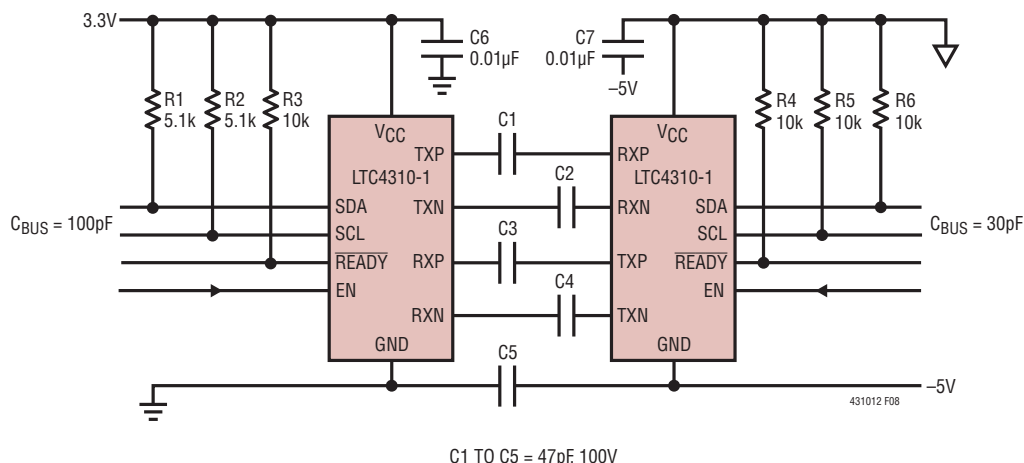 3.3V
C6
0.01µF
C7
0.01µF
–5V
R1
5.1k
R2
5.1k
R3
10k
R4
10k
R5
10k
R6
10k
VCC
TXP
LTC4310-1
SDA
TXN
SCL
READY
RXP
EN
RXN
GND
C1
C2
C3
C4
C5
VCC
RXP
LTC4310-1
RXN
SDA
SCL
TXP
READY
EN
TXN
GND
CBUS = 100pF
CBUS = 30pF
–5V
431012 F08
C1 TO C5 = 47pF, 100V